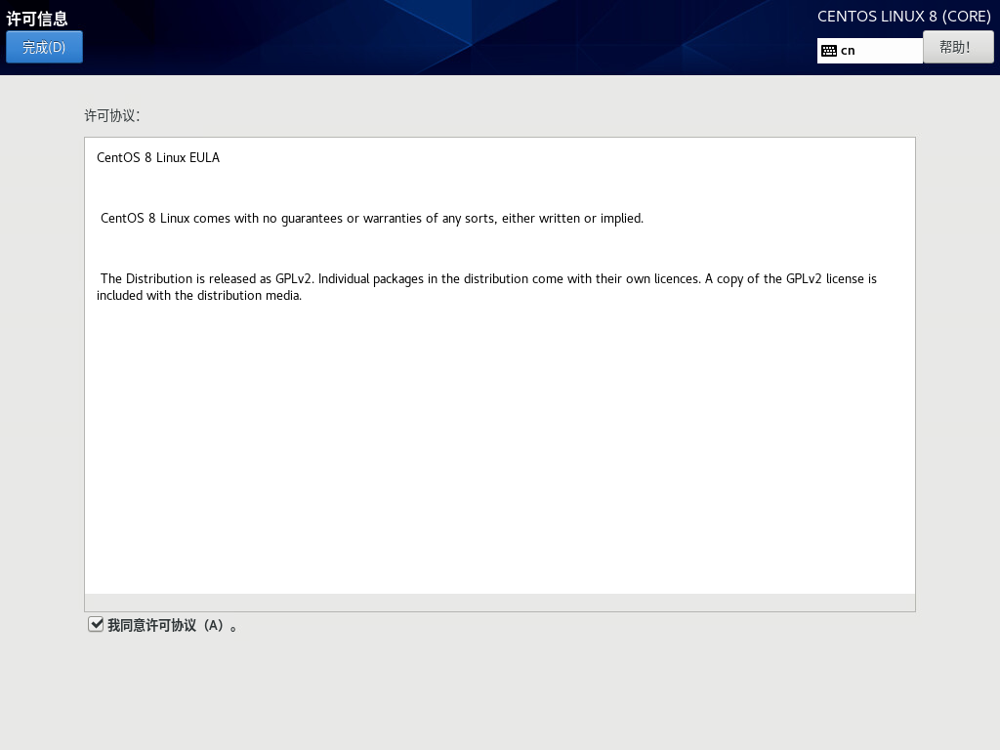 许可信息
CENTOS LINUX 8 (CORE)
完成(D)
cn
帮助！
许可协议：
CentOS 8 Linux EULA
CentOS 8 Linux comes with no guarantees or warranties of any sorts, either written or implied.
The Distribution is released as GPLv2. Individual packages in the distribution come with their own licences. A copy of the GPLv2 license is
included with the distribution media.
我同意许可协议（A）。